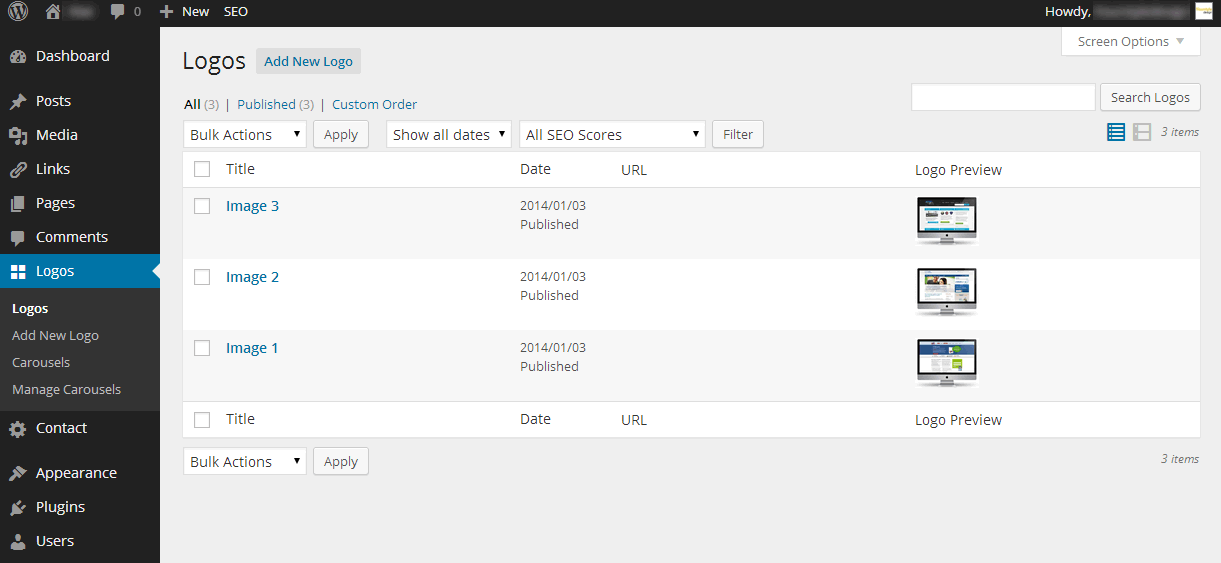 0 New SEO Howdy,
Screen Options
Dashboard
Posts
Media
Links
Pages
Comments
Logos
Logos
Add New Logo
Carousels
Manage Carousels
Contact
Appearance
Plugins
Users
Logos Add New Logo
All (3) | Published (3) | Custom Order
Search Logos
Bulk Actions Apply Show all dates All SEO Scores Filter 3 items
Title Date URL Logo Preview
Image 3 2014/01/03
Published
Image 2 2014/01/03
Published
Image 1 2014/01/03
Published
Title Date URL Logo Preview
Bulk Actions Apply 3 items